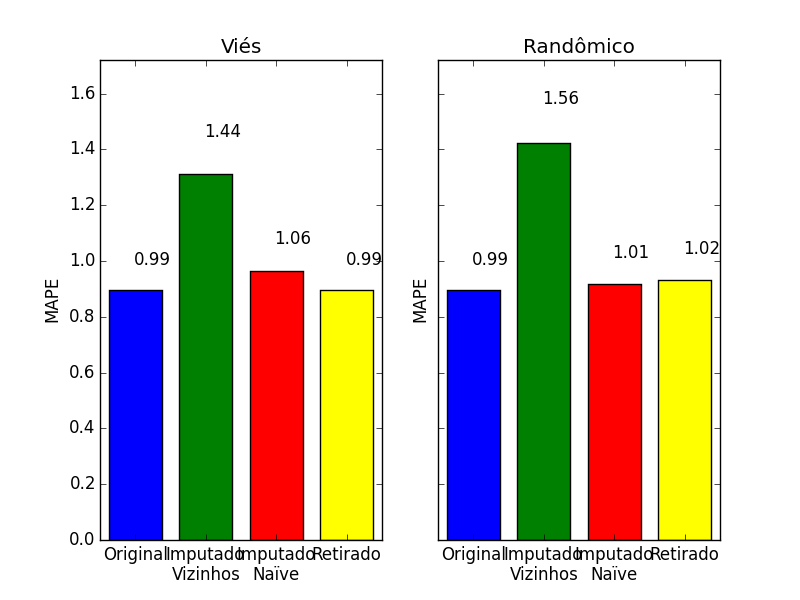 Viés
Randômico
MAPE
1.6
1.4
1.2
1.0
0.8
0.6
0.4
0.2
0.0
0.99
1.44
1.06
0.99
Original
Imputado
Vizinhos
Imputado
Naïve
Retirado
MAPE
0.99
1.56
1.01
1.02
Original
Imputado
Vizinhos
Imputado
Naïve
Retirado